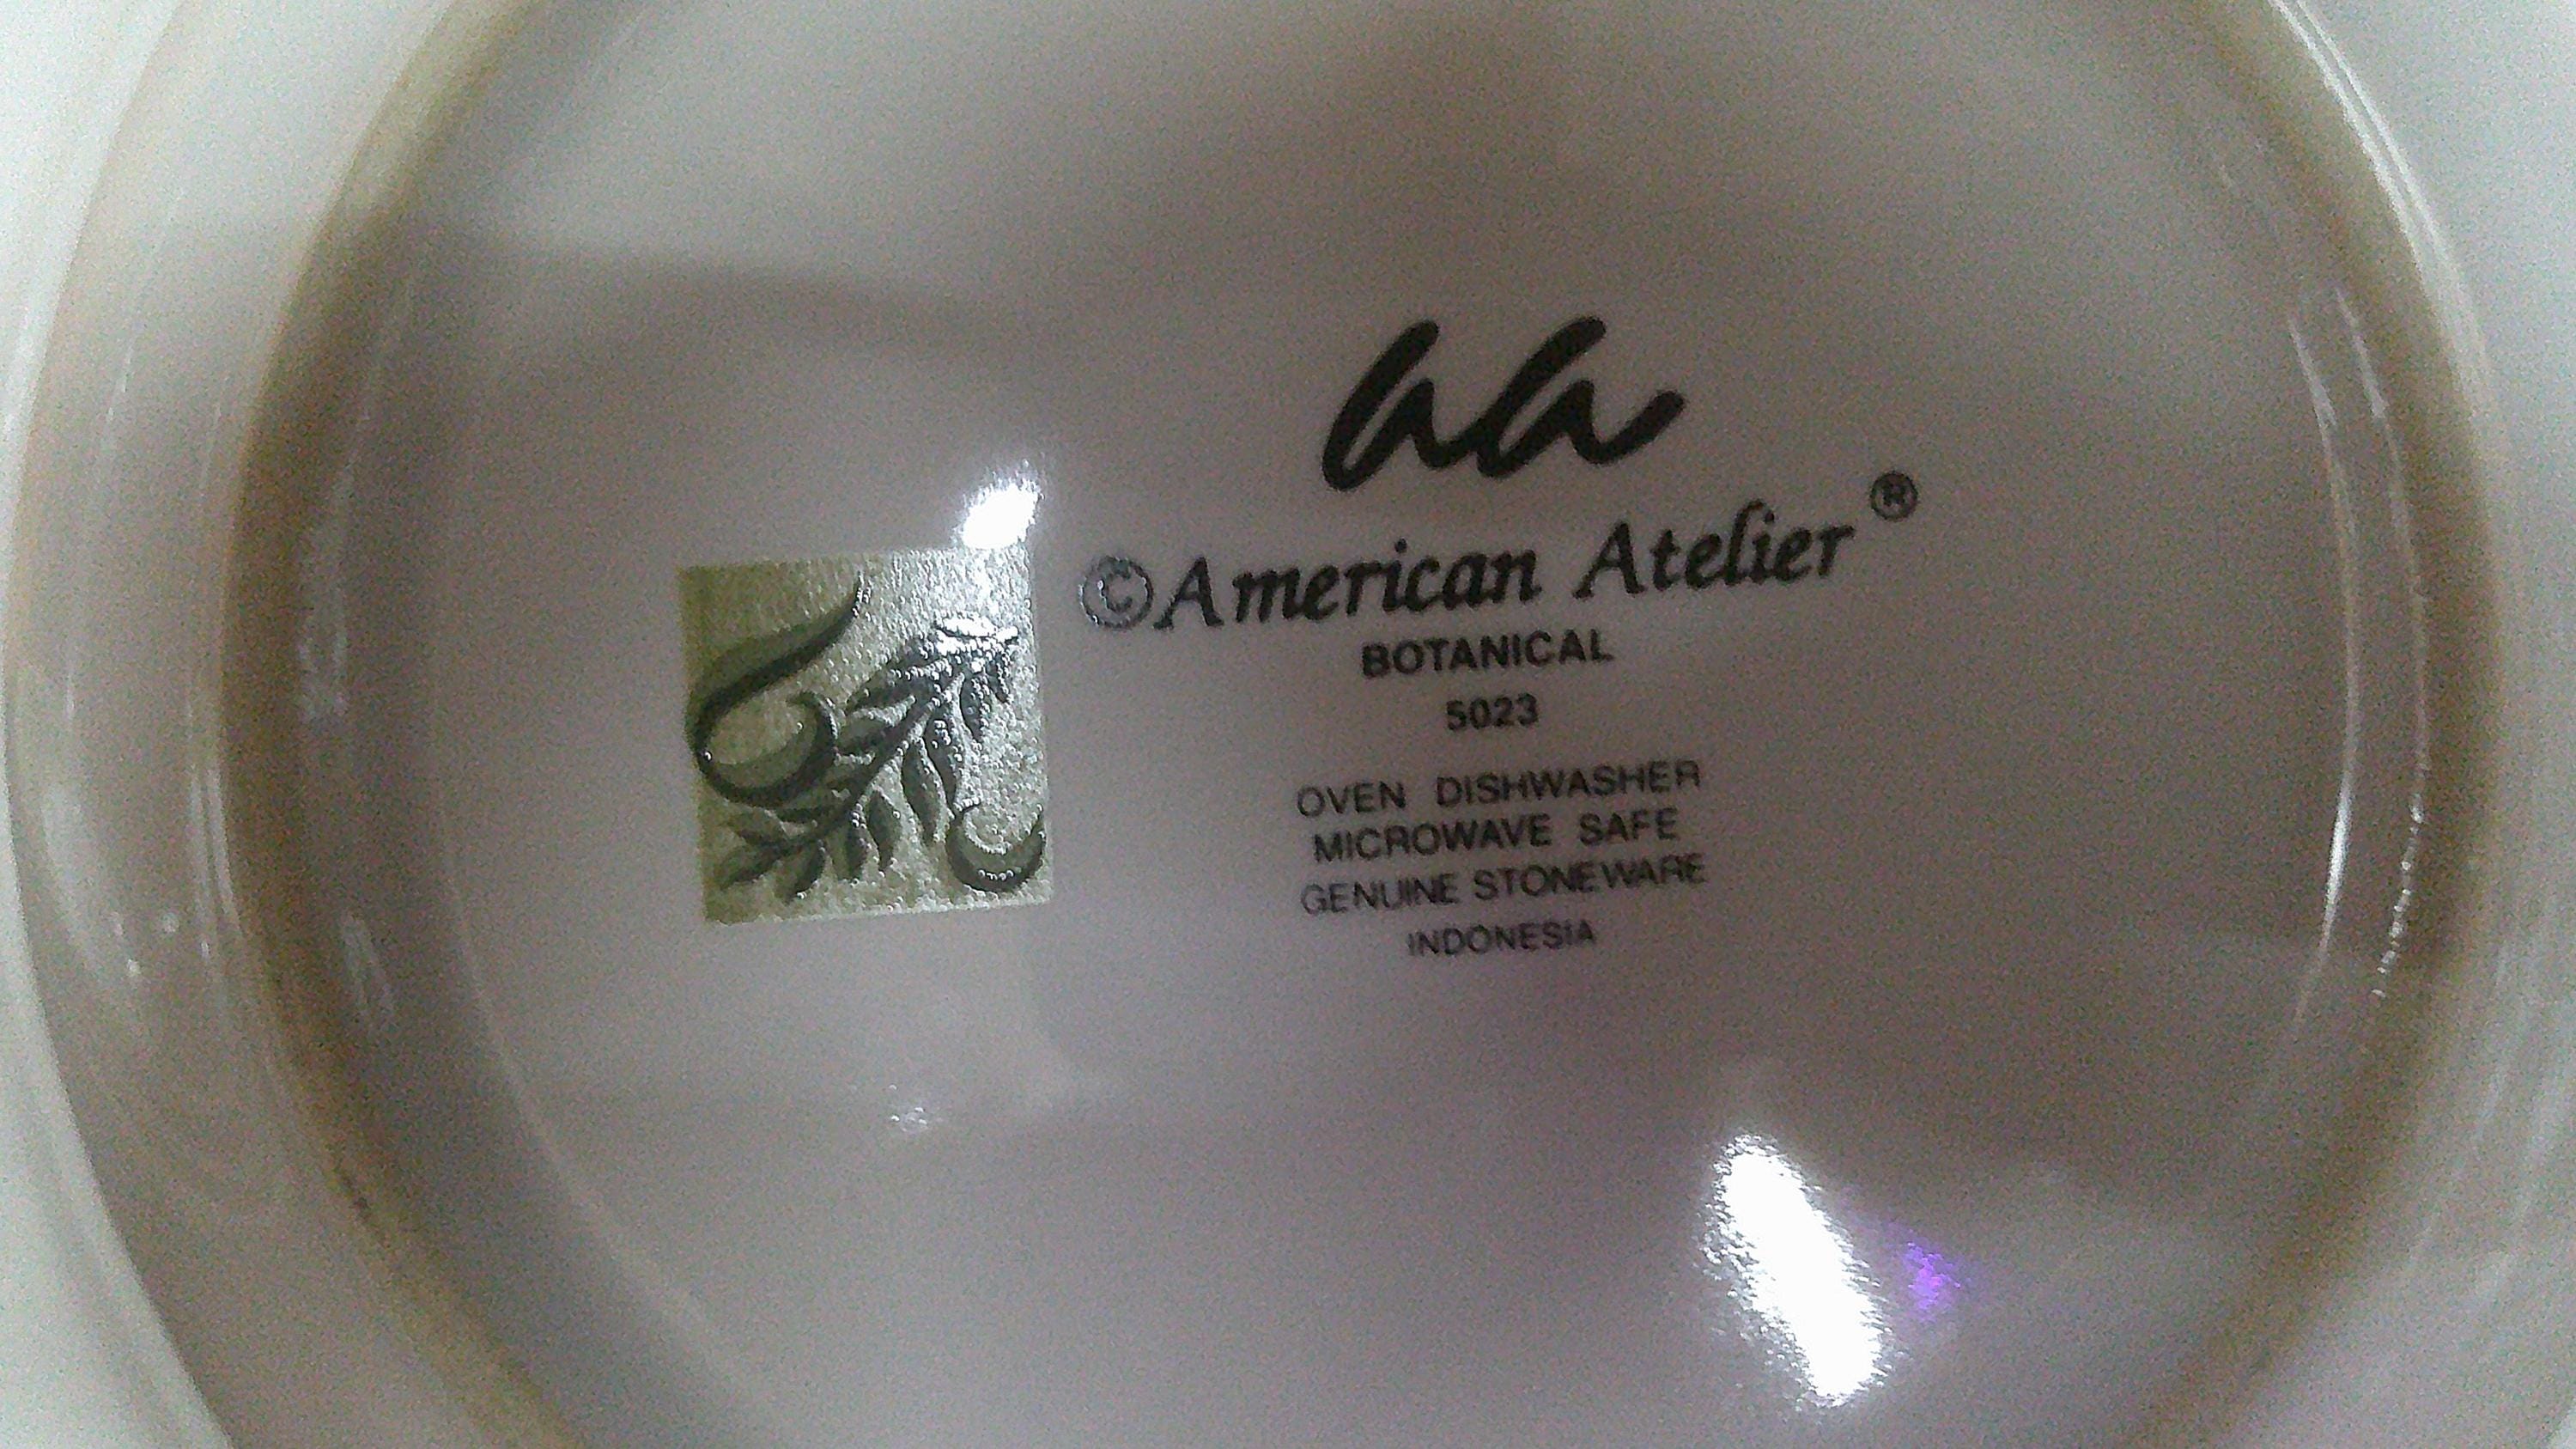 aa
©American Atelier®
BOTANICAL
5023
OVEN DISHWASHER
MICROWAVE SAFE
GENUINE STONEWARE
INDONESIA